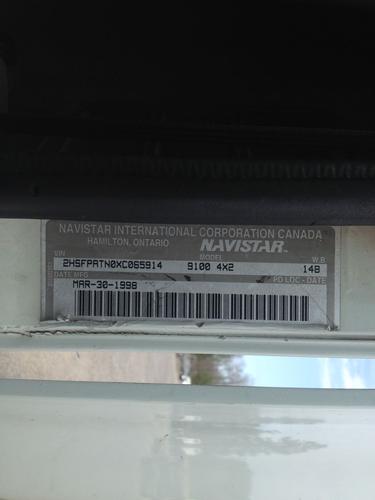 NAVISTAR INTERNATIONAL CORPORATION CANADA
HAMILTON, ONTARIO NAVISTAR
VIN MODEL W.B.
2HSFPATN0XC065914 9100 4X2 148
DATE MFG PD LOC - DATE
MAR-30-1998